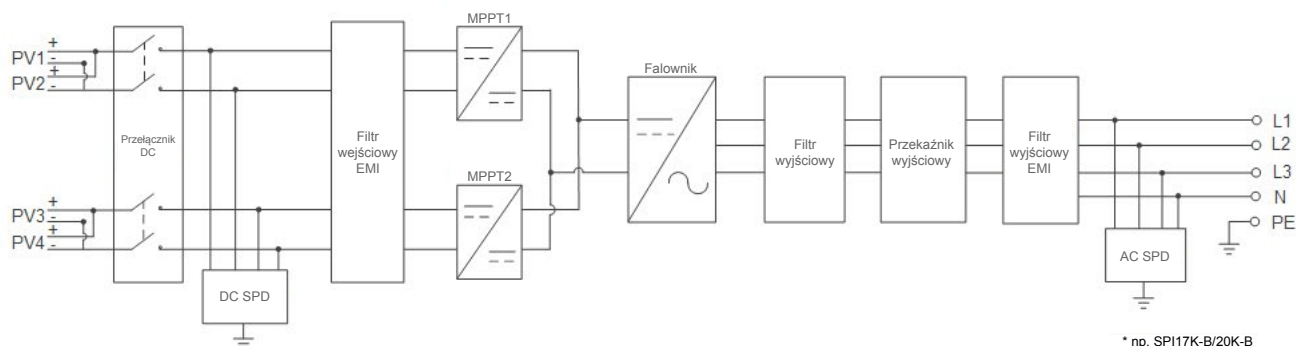 MPPT1
+
PV1
-
+
PV2
-
Przełącznik
DC
Filtr
wejściowy
EMI
Falownik
Filtr
wyjściowy
Przekaźnik
wyjściowy
Filtr
wyjściowy
EMI
L1
L2
L3
N
PE
MPPT2
+
PV3
-
+
PV4
-
DC SPD
AC SPD
* np. SPI17K-B/20K-B